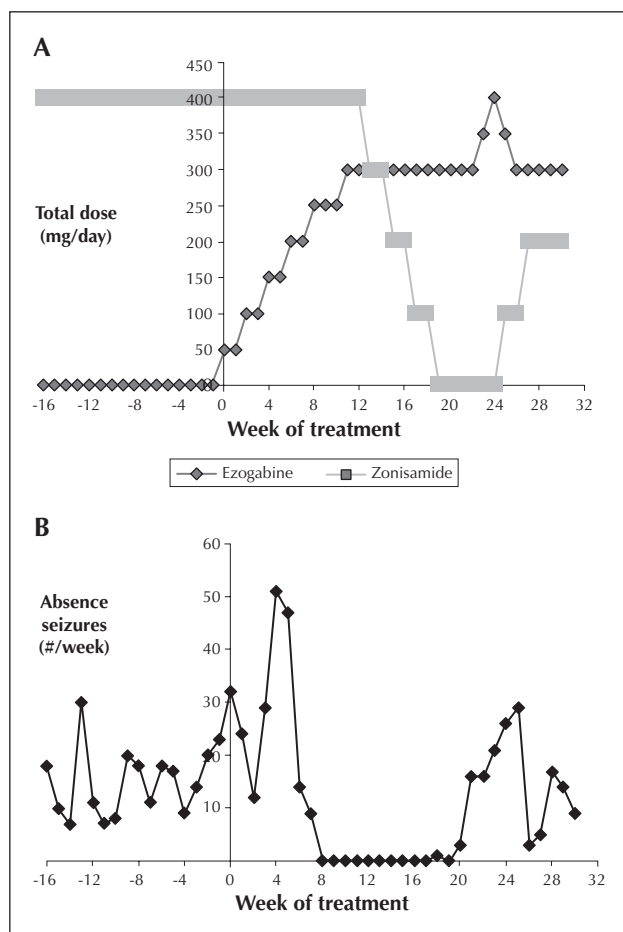 A
450
400
350
300
250
200
150
100
50
0
Total dose
(mg/day)
-16 -12 -8 -4 0 4 8 12 16 20 24 28 32
Week of treatment
Ezogabine Zonisamide
B
60
50
40
30
20
10
Absence
seizures
(#/week)
-16 -12 -8 -4 0 4 8 12 16 20 24 28 32
Week of treatment